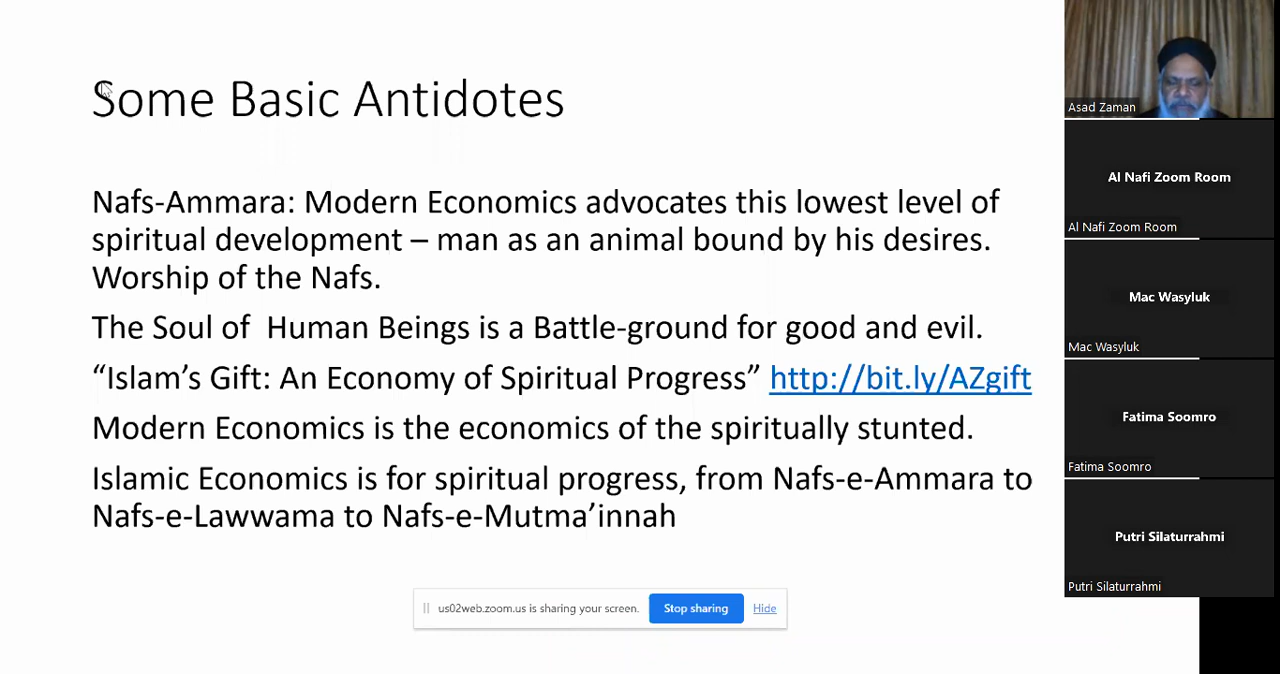 Some Basic Antidotes
Nafs-Ammara: Modern Economics advocates this lowest level of
spiritual development – man as an animal bound by his desires.
Worship of the Nafs.
The Soul of  Human Beings is a Battle-ground for good and evil.
“Islam’s Gift: An Economy of Spiritual Progress” http://bit.ly/AZgift
Modern Economics is the economics of the spiritually stunted.
Islamic Economics is for spiritual progress, from Nafs-e-Ammara to
Nafs-e-Lawwama to Nafs-e-Mutma’innah
us02web.zoom.us is sharing your screen.
Stop sharing
Hide
Asad Zaman
Al Nafi Zoom Room
Al Nafi Zoom Room
Mac Wasyluk
Mac Wasyluk
Fatima Soomro
Fatima Soomro
Putri Silaturrahmi
Putri Silaturrahmi